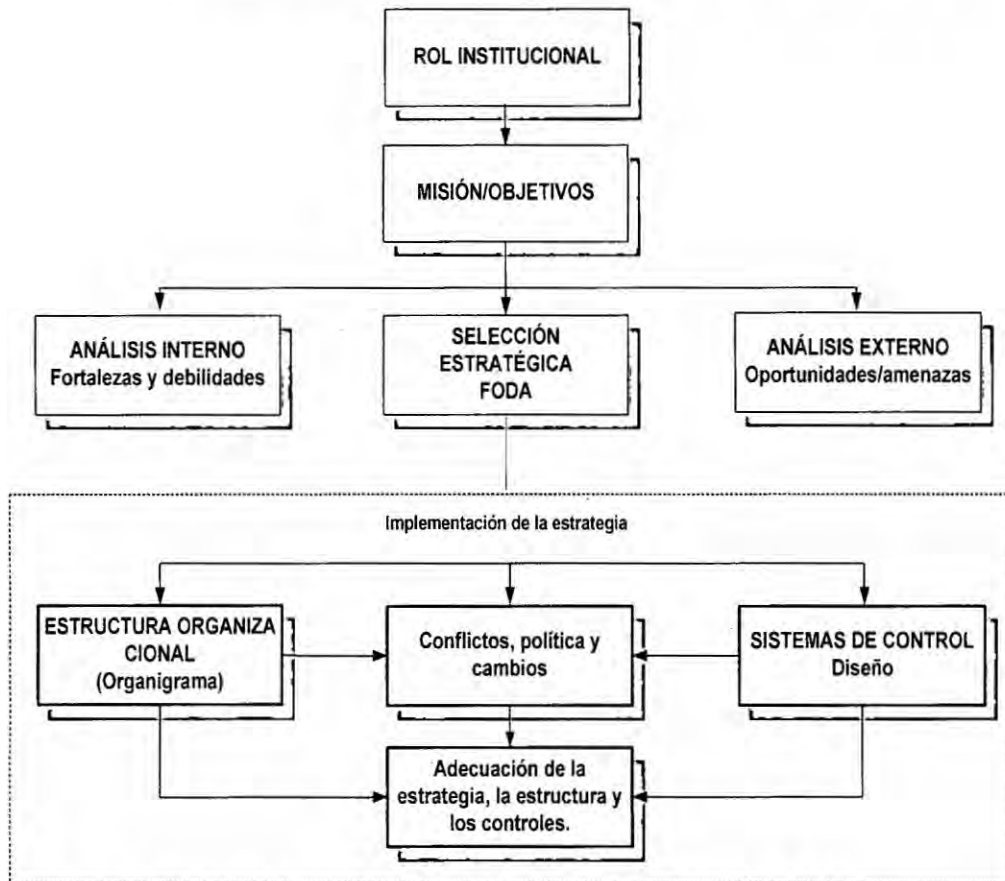 ROL INSTITUCIONAL
MISIÓN/OBJETIVOS
ANÁLISIS INTERNO
Fortalezas y debilidades
SELECCIÓN
ESTRATÉGICA
FODA
ANÁLISIS EXTERNO
Oportunidades/amenazas
Implementación de la estrategia
ESTRUCTURA ORGANIZA
CIONAL
(Organigrama)
Conflictos, política y
cambios
SISTEMAS DE CONTROL
Diseño
Adecuación de la
estrategia, la estructura y
los controles.